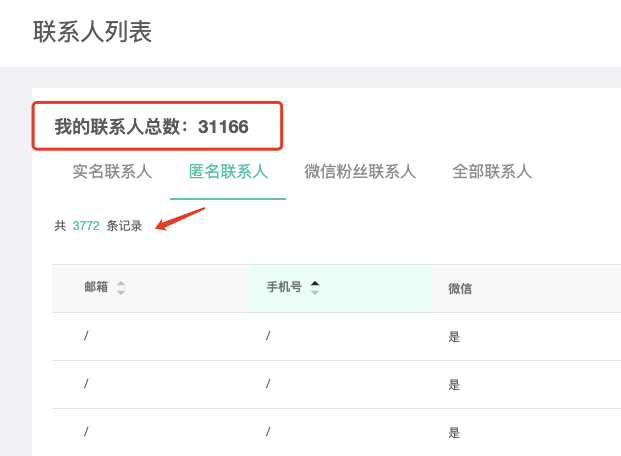 联系人列表
我的联系人总数：31166
实名联系人 匿名联系人 微信粉丝联系人 全部联系人
共 3772 条记录
邮箱 手机号 微信
/ / 是
/ / 是
/ / 是